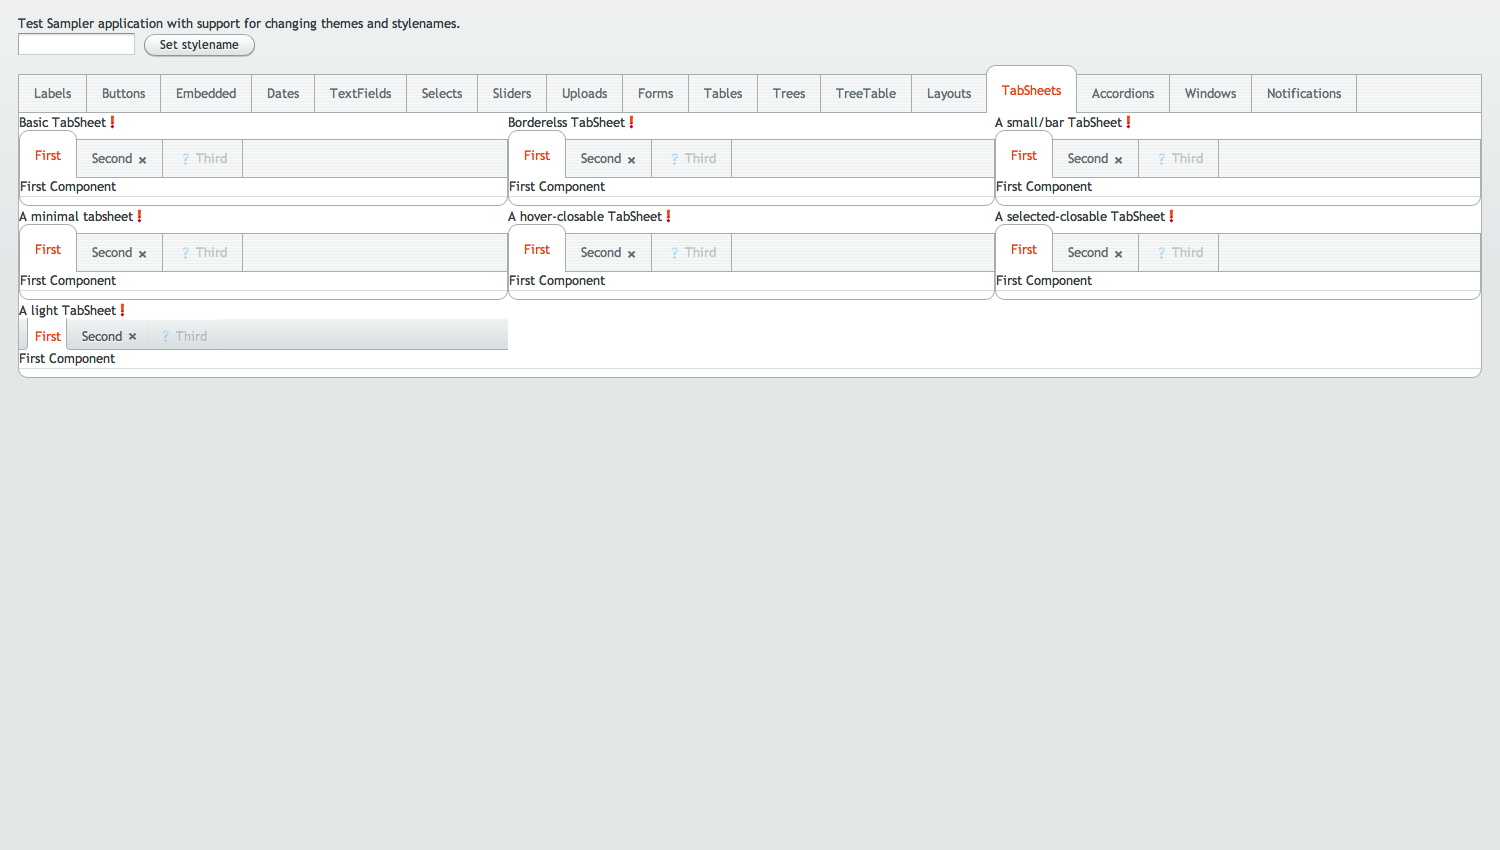 Test Sampler application with support for changing themes and stylenames.
Set stylename
Labels Buttons Embedded Dates TextFields Selects Sliders Uploads Forms Tables Trees TreeTable Layouts TabSheets Accordions Windows Notifications
Basic TabSheet ! Borderelss TabSheet ! A small/bar TabSheet !
First Second × ? Third First Second × ? Third First Second × ? Third
First Component First Component First Component
A minimal tabsheet ! A hover-closable TabSheet ! A selected-closable TabSheet !
First Second × ? Third First Second × ? Third First Second × ? Third
First Component First Component First Component
A light TabSheet !
First Second × ? Third
First Component